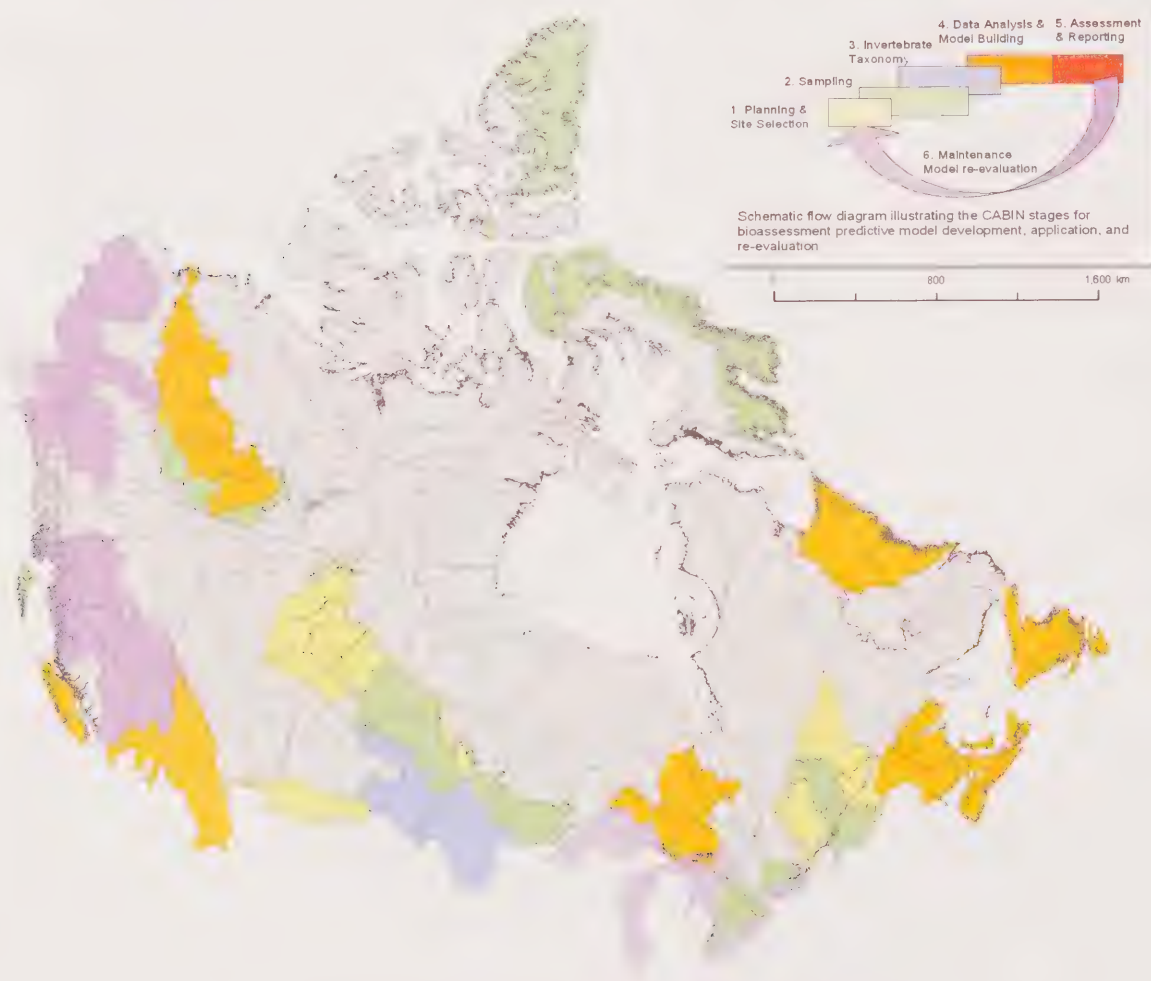 4. Data Analysis &
Model Building
5. Assessment
& Reporting
3. Invertebrate
Taxonomy
2. Sampling
1 Planning &
Site Selection
6. Maintenance
Model re-evaluation
Schematic flow diagram illustrating the CABIN stages for
bioassessment predictive model development, application, and
re-evaluation
800
1,600 km